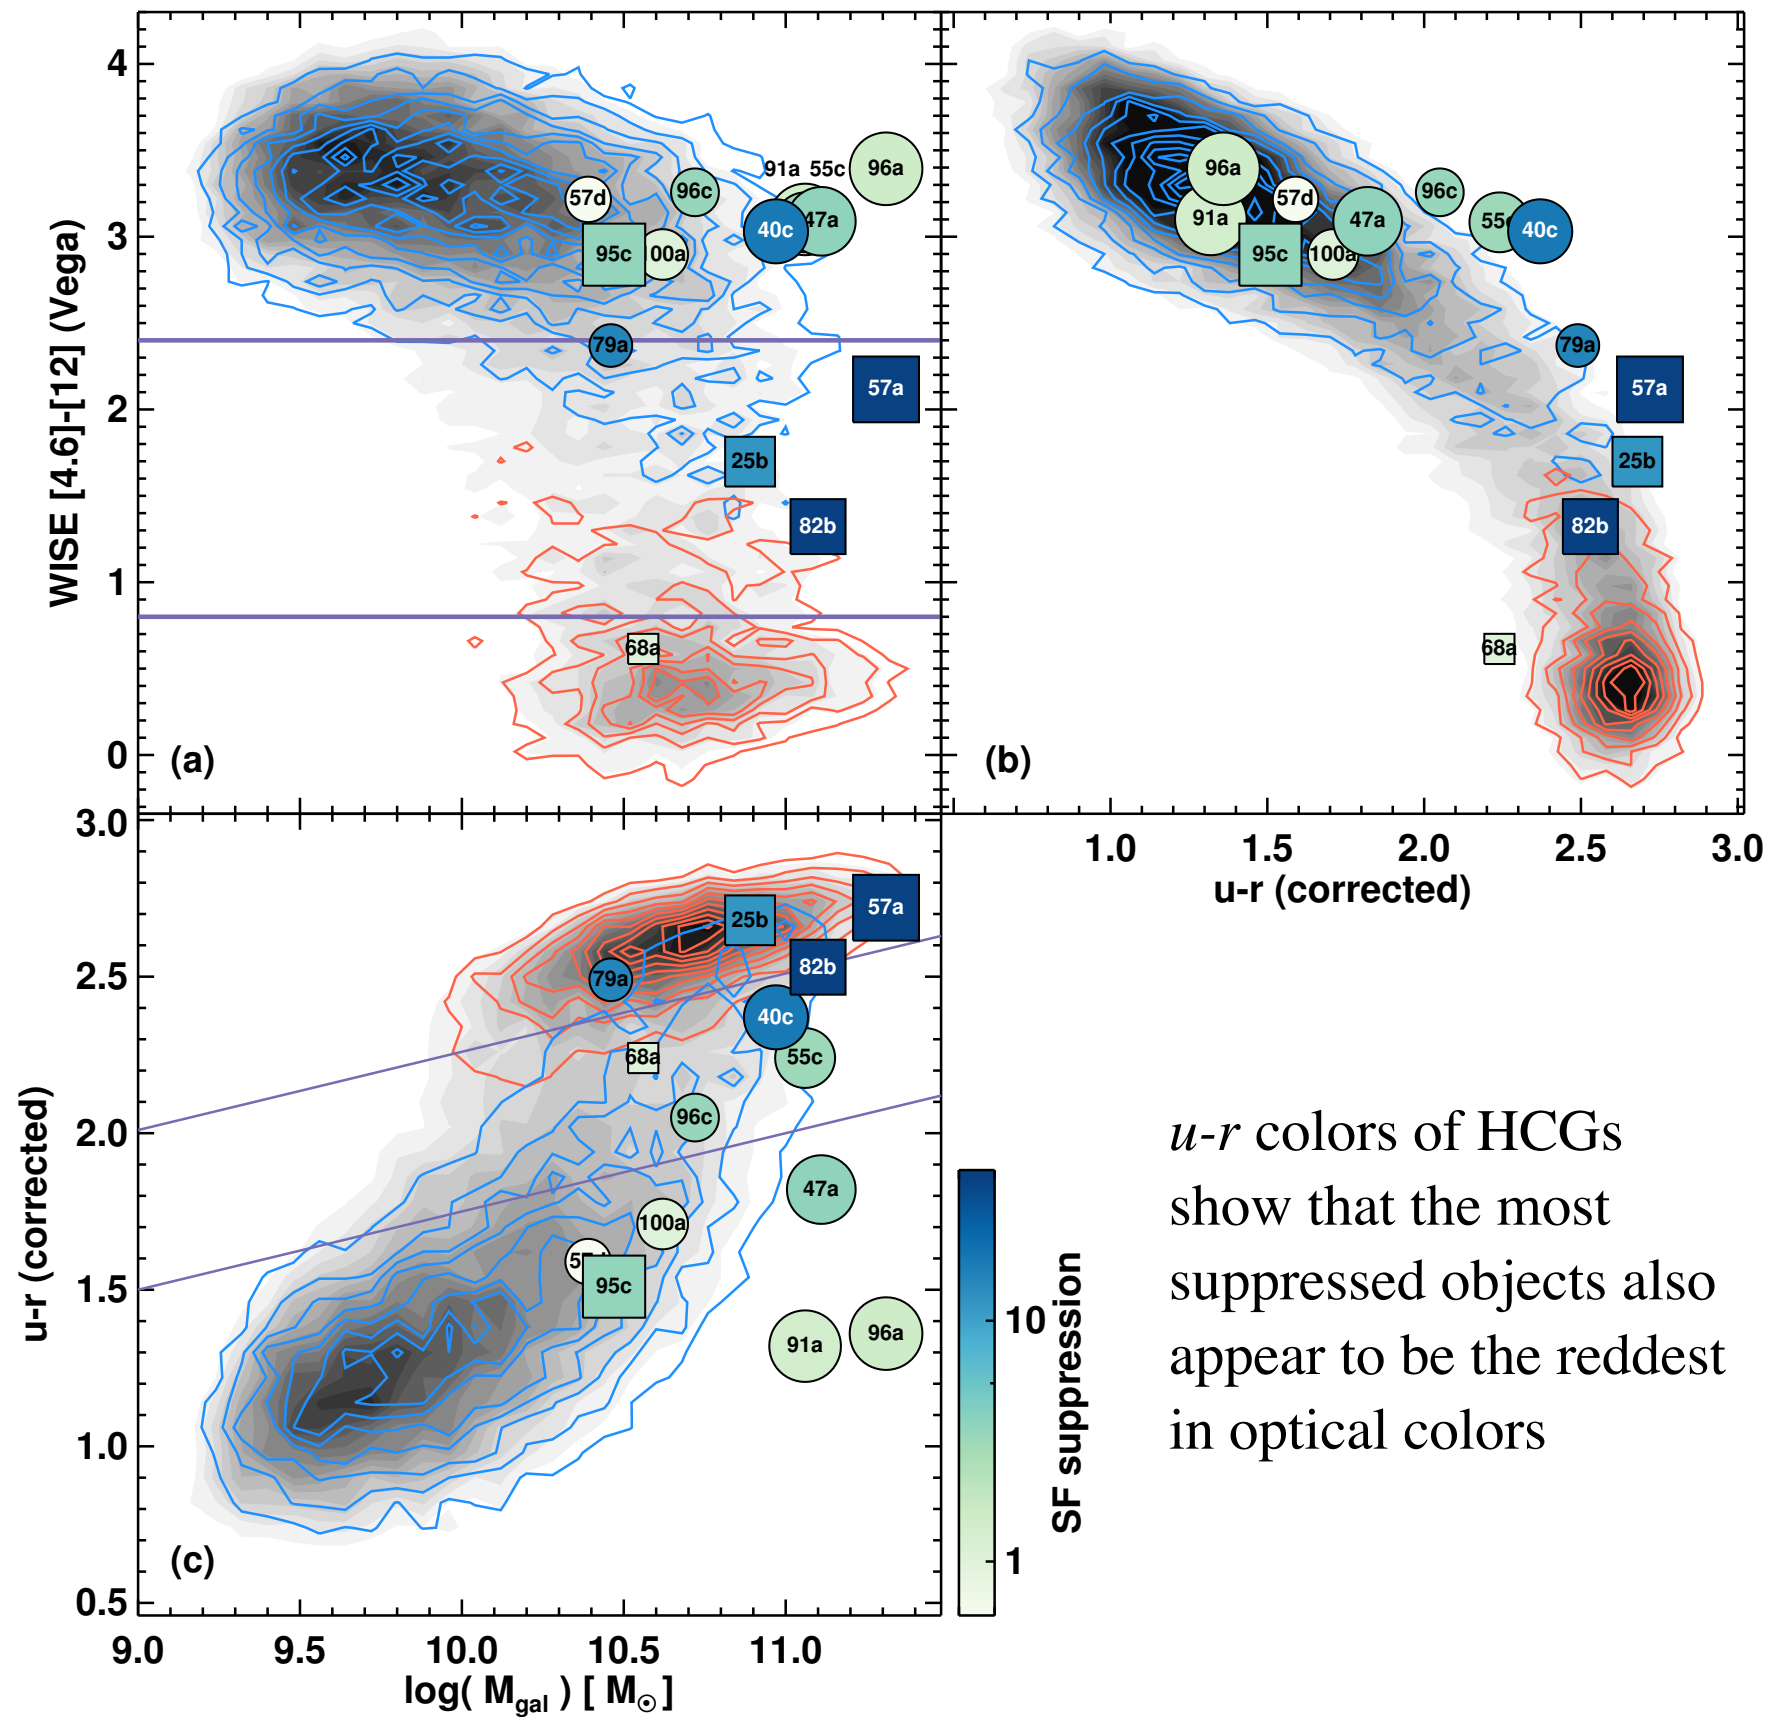 4
3
2
1
0
WISE [4.6]-[12] (Vega)
91a 55c
96a
57d
96c
40c
47a
95c
00a
79a
57a
25b
82b
68a
(a)
96a
57d
96c
91a
47a
55c
40c
95c
100a
79a
57a
25b
82b
68a
(b)
1.0 1.5 2.0 2.5 3.0
u-r (corrected)
3.0
2.5
2.0
1.5
1.0
0.5
u-r (corrected)
25b
57a
79a
82b
40c
68a
55c
96c
47a
100a
57d
95c
91a
96a
(c)
9.0 9.5 10.0 10.5 11.0
log( Mgal ) [ M⊙]
10
1
SF suppression
u-r colors of HCGs
show that the most
suppressed objects also
appear to be the reddest
in optical colors